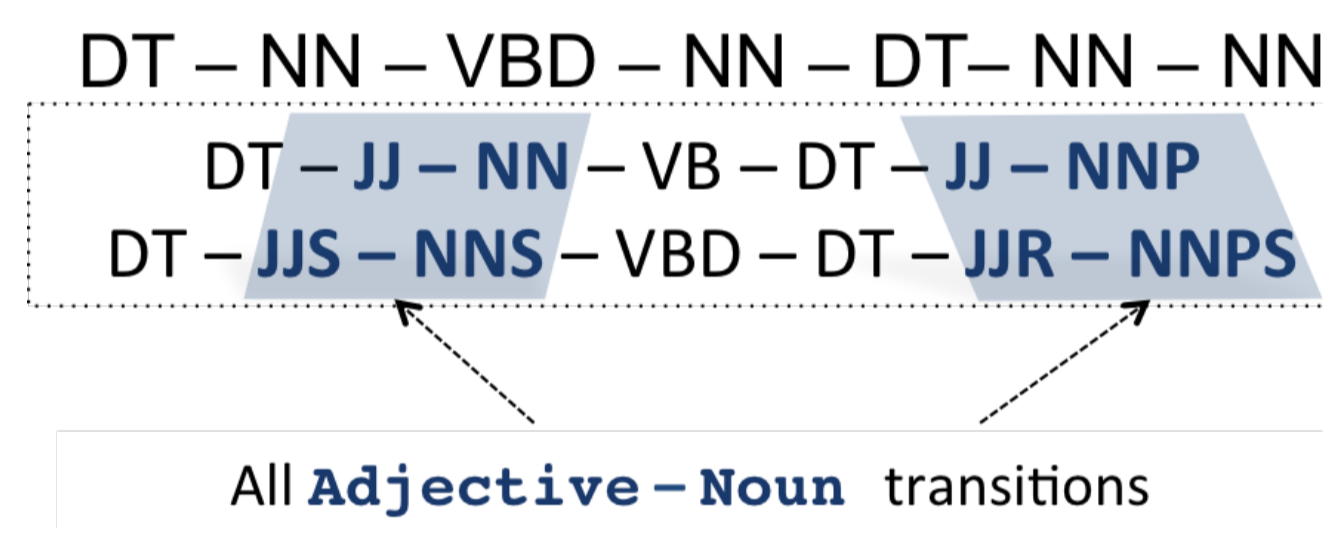 DT – NN – VBD – NN – DT– NN – NN
DT – JJ – NN – VB – DT – JJ – NNP
DT – JJS – NNS – VBD – DT – JJR – NNPS
All Adjective–Noun transitions